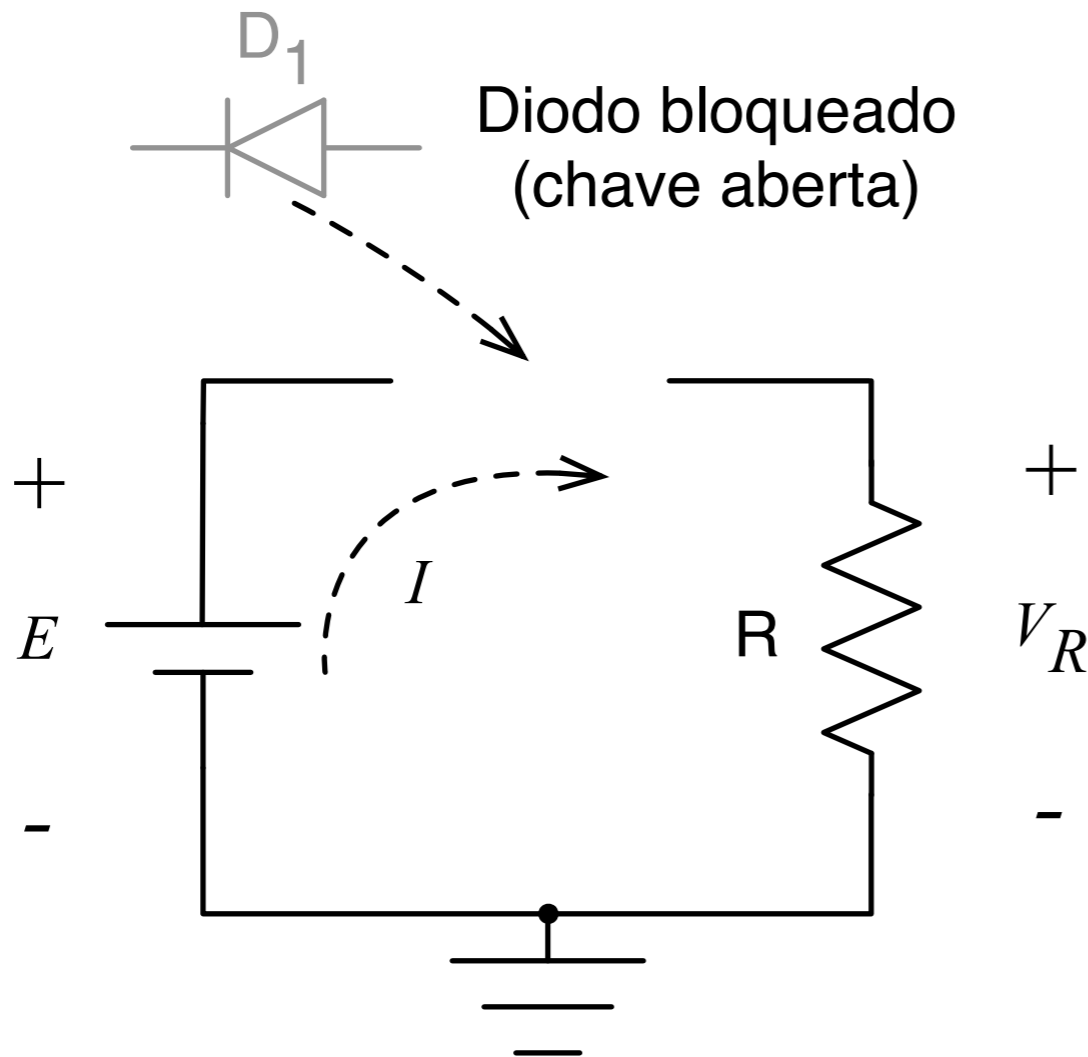 D1
Diodo bloqueado
(chave aberta)
+
E
-
I
R
+
VR
-